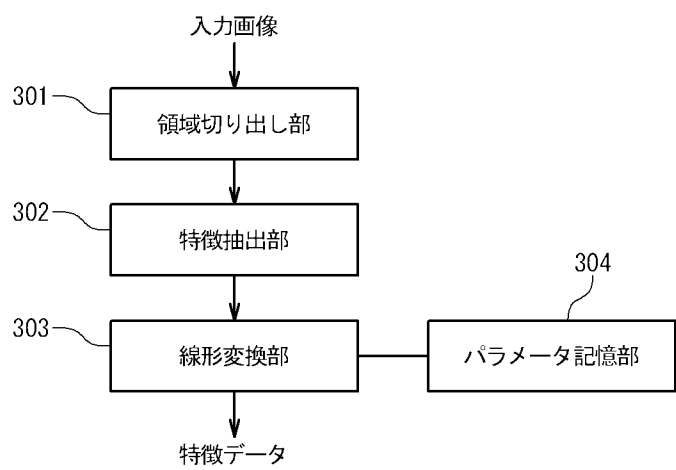 入力画像
301
領域切り出し部
302
特徴抽出部
304
303
線形変換部
パラメータ記憶部
特徴データ